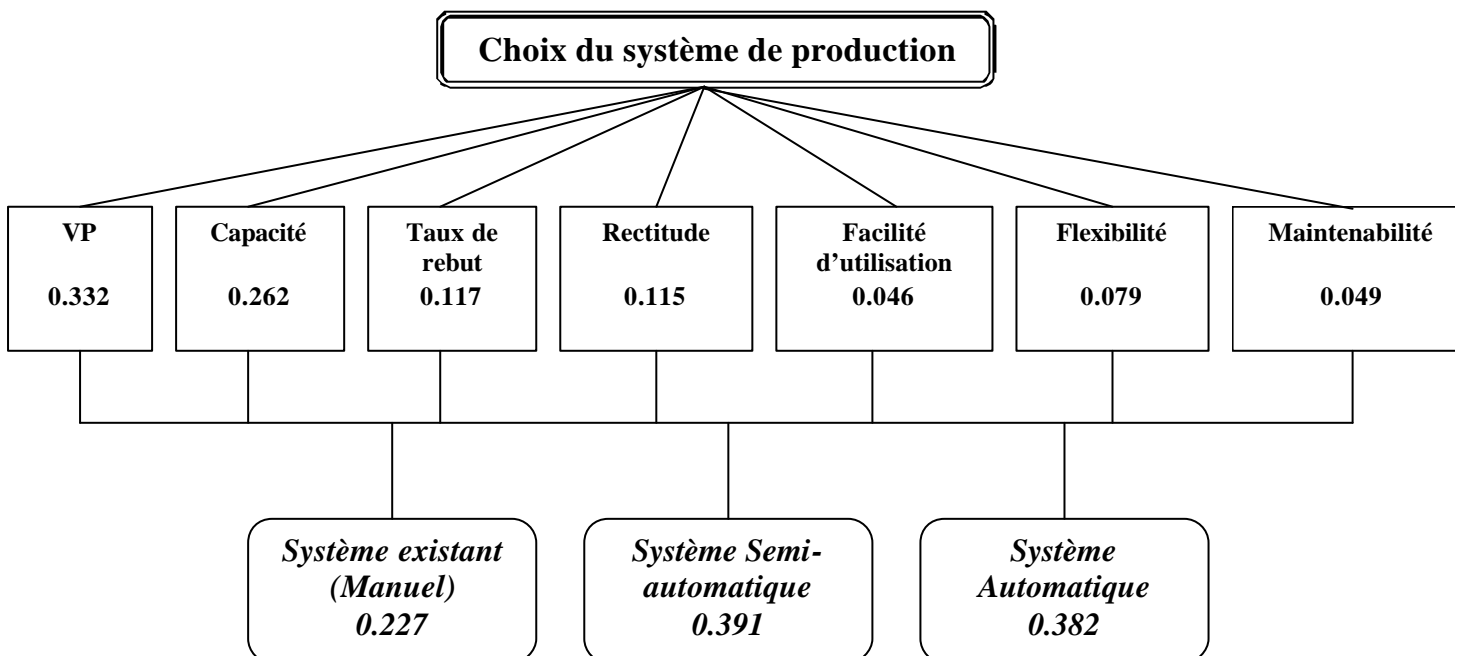 Choix du système de production
VP
0.332
Capacité
0.262
Taux de
rebut
0.117
Rectitude
0.115
Facilité
d'utilisation
0.046
Flexibilité
0.079
Maintenabilité
0.049
Système existant
(Manuel)
0.227
Système Semi-
automatique
0.391
Système
Automatique
0.382